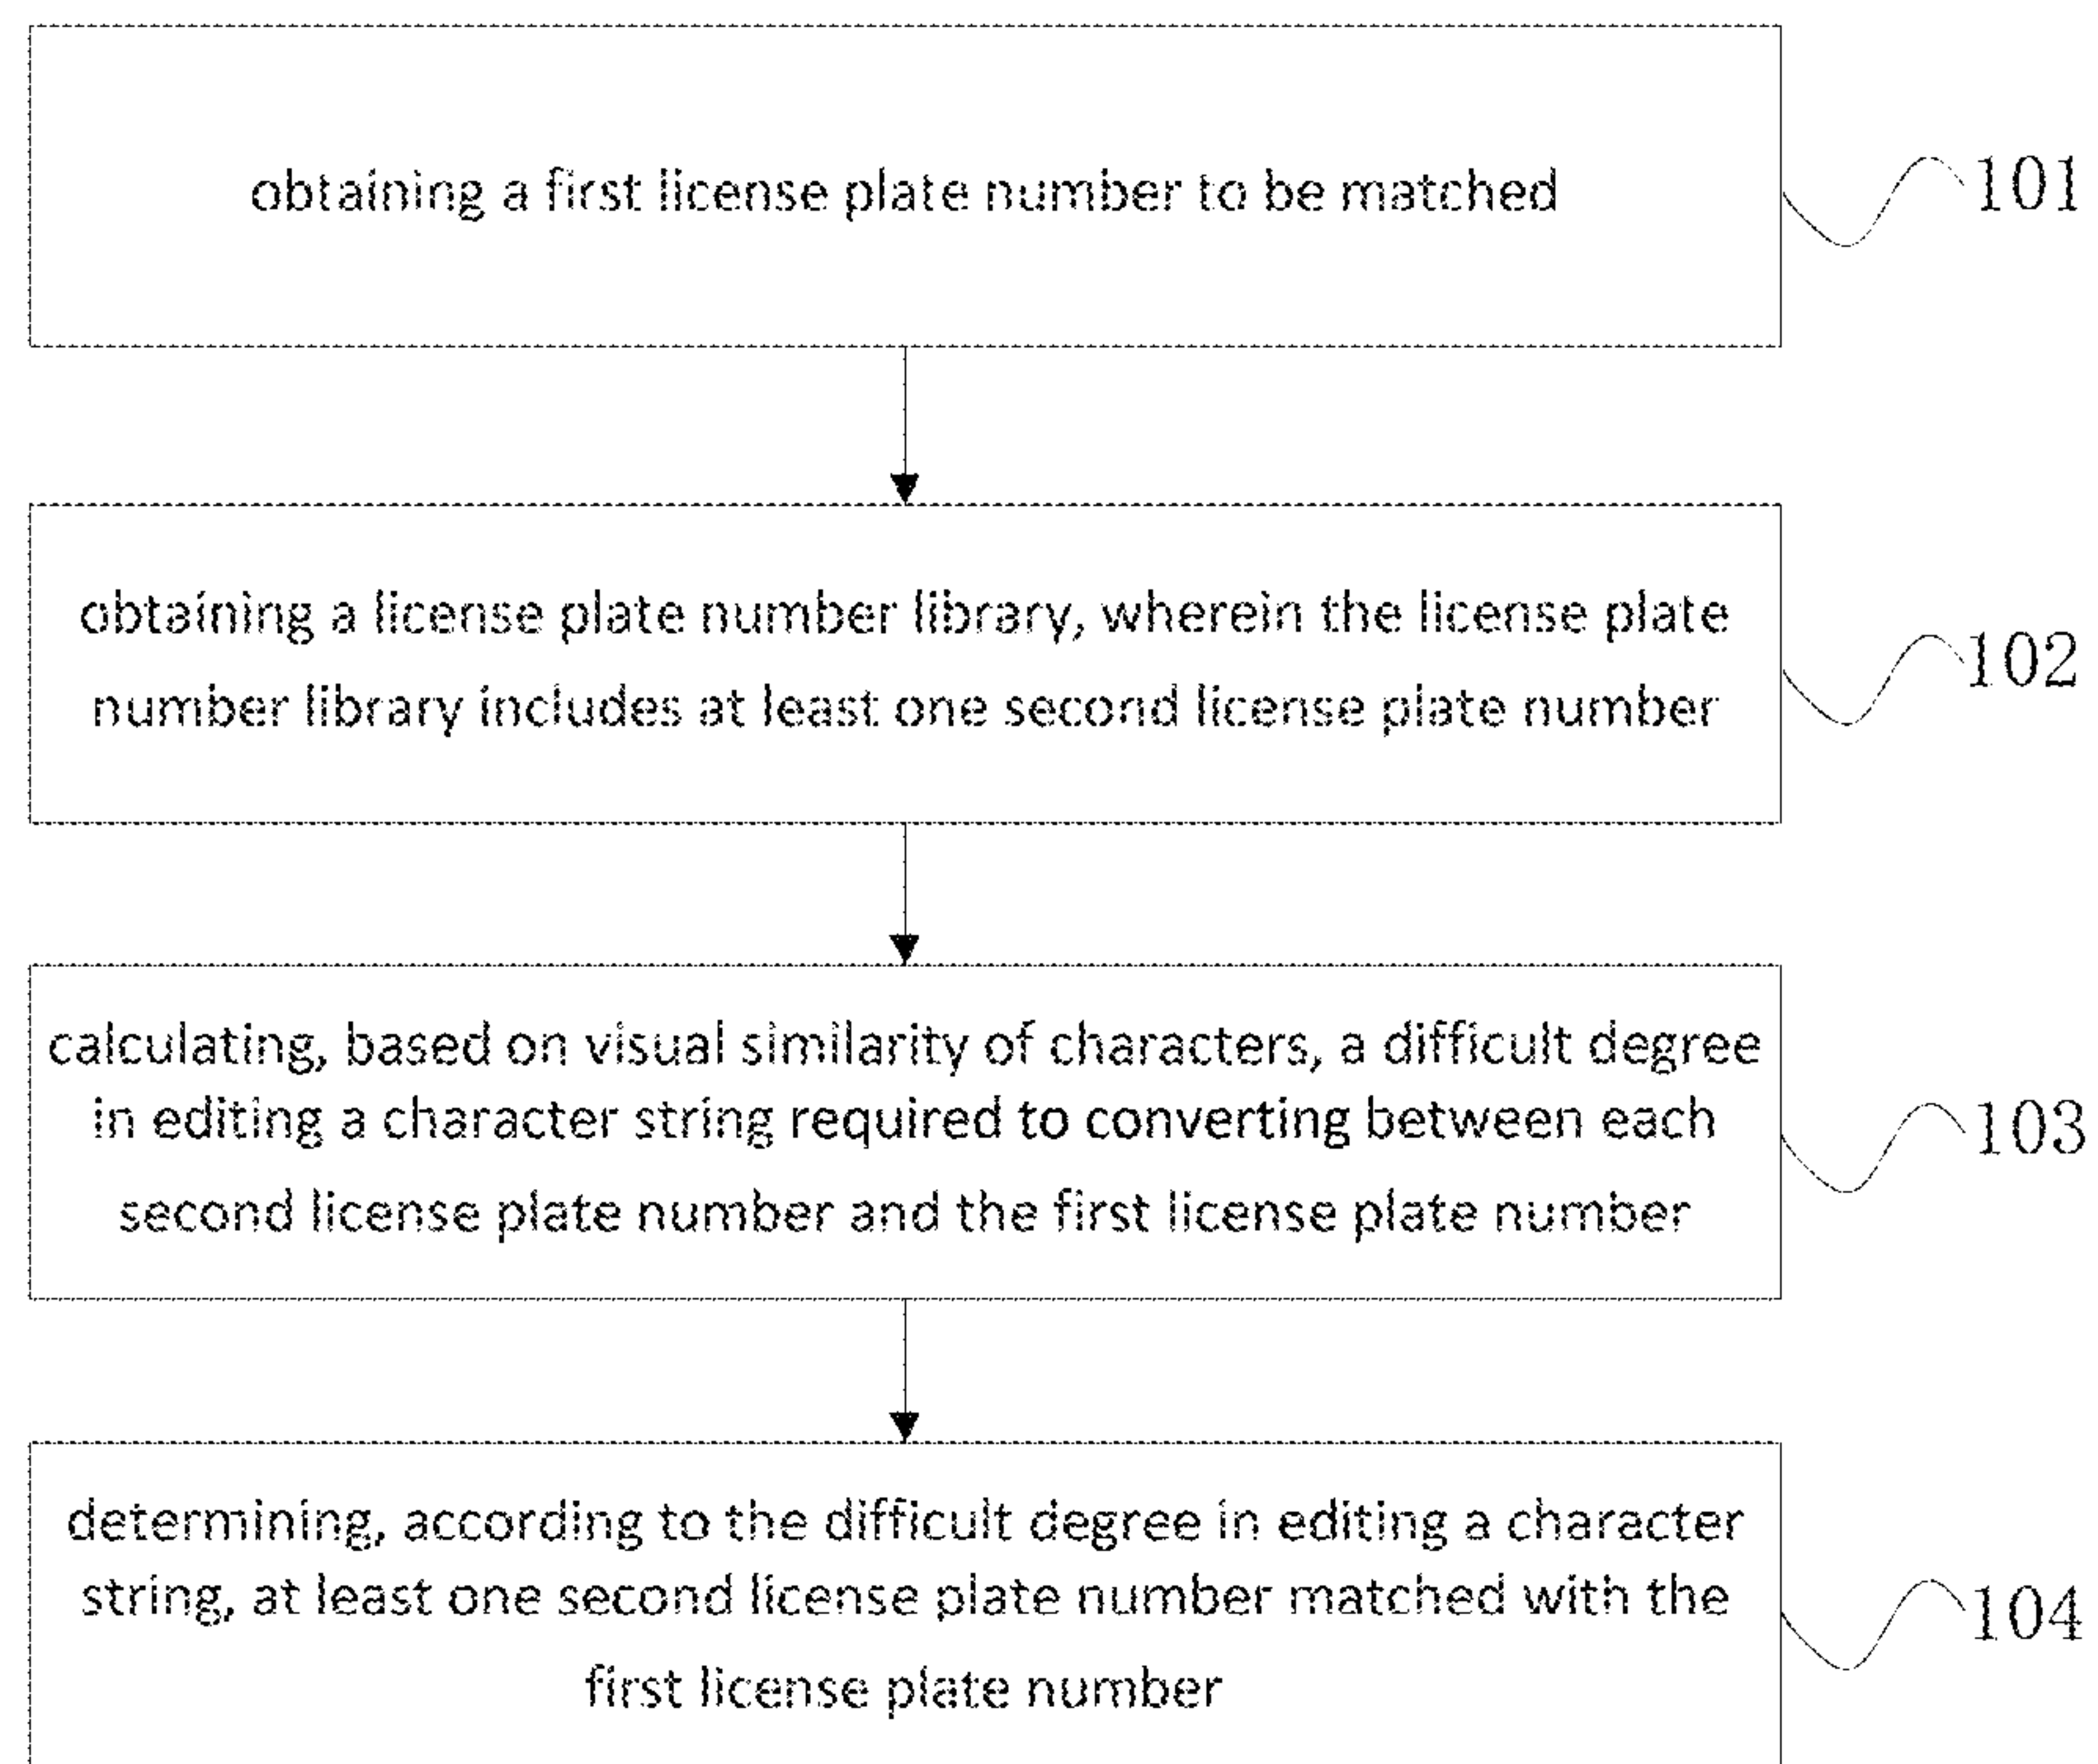 obtaining a first license plate number to be matched
101
obtaining a license plate number library, wherein the license plate
number library includes at least one second license plate number
102
calculating, based on visual similarity of characters, a difficult degree
in editing a character string required to converting between each
second license plate number and the first license plate number
103
determining, according to the difficult degree in editing a character
string, at least one second license plate number matched with the
first license plate number
104